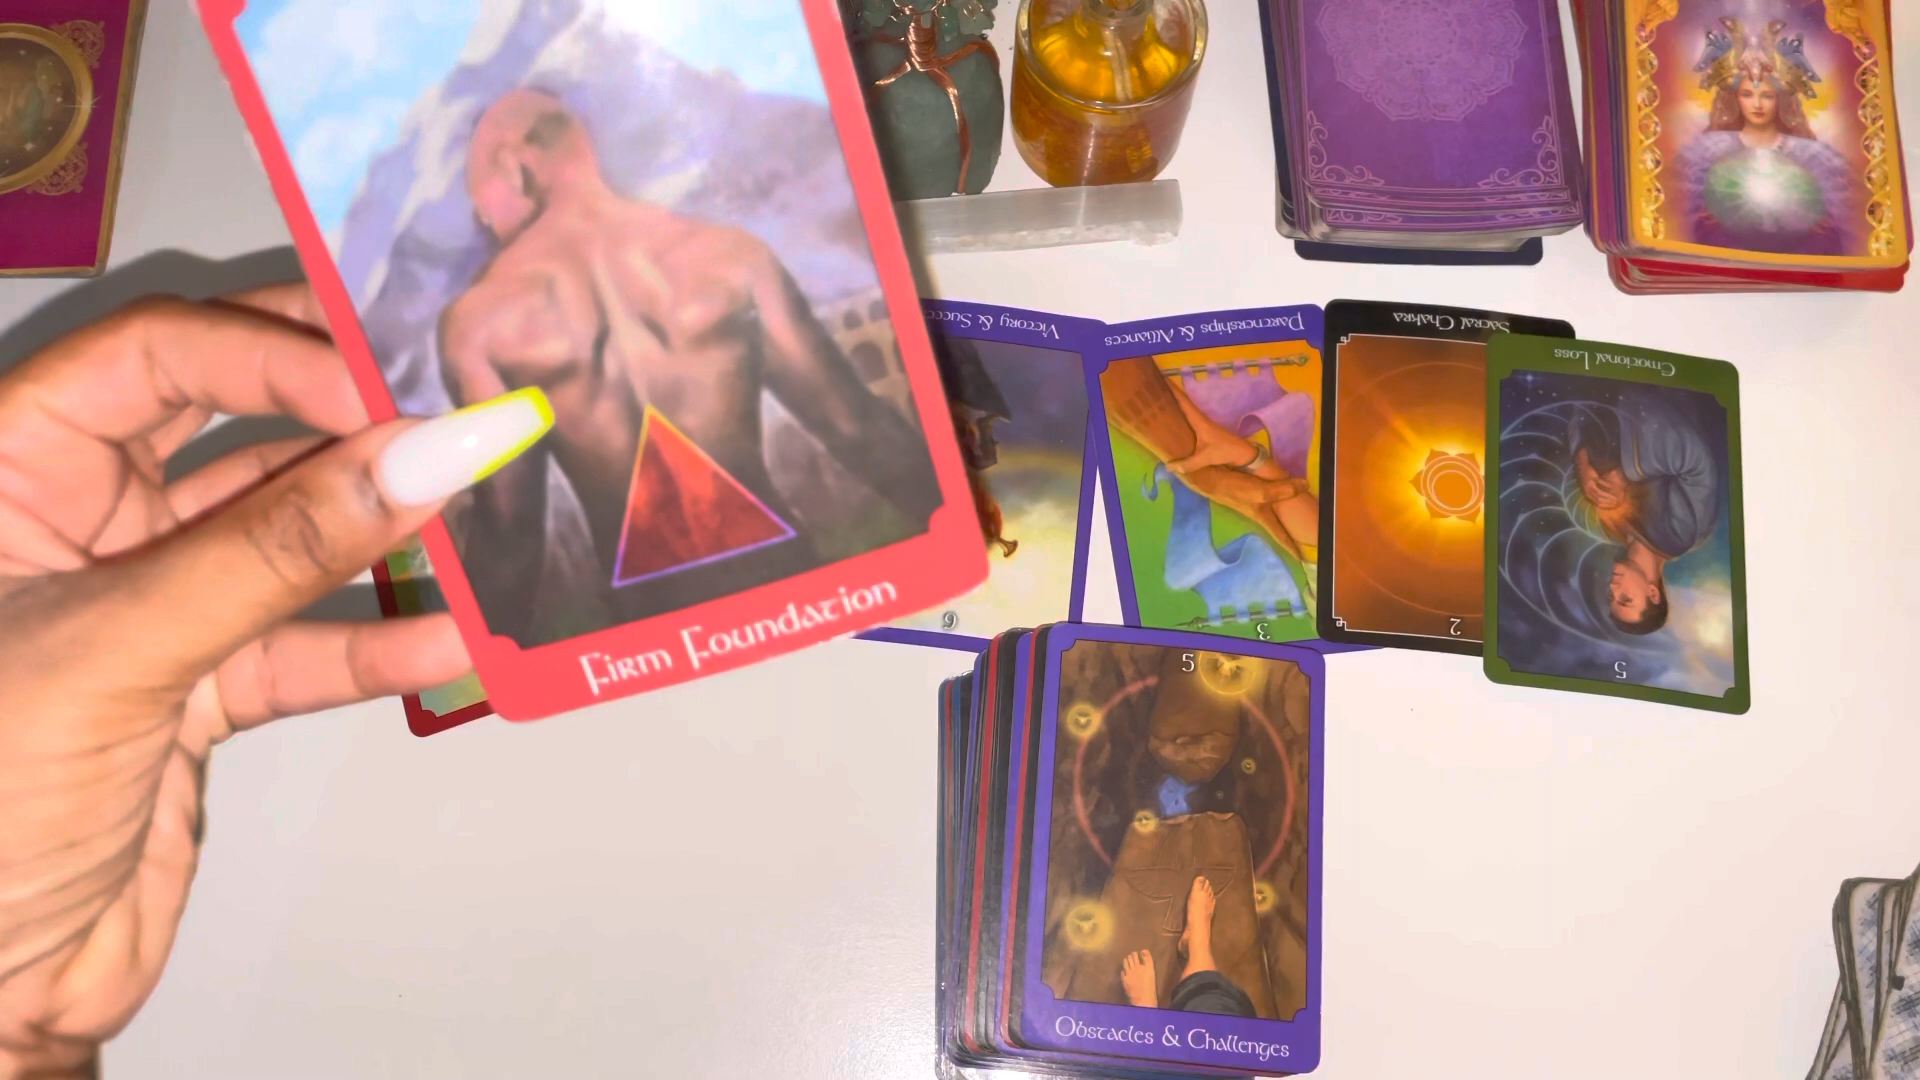 Firm Foundation
Victory & Succ
6
Partnerships & Alliances
3
Sacral Chakra
2
Emotional Loss
5
5
Obstacles & Challenges